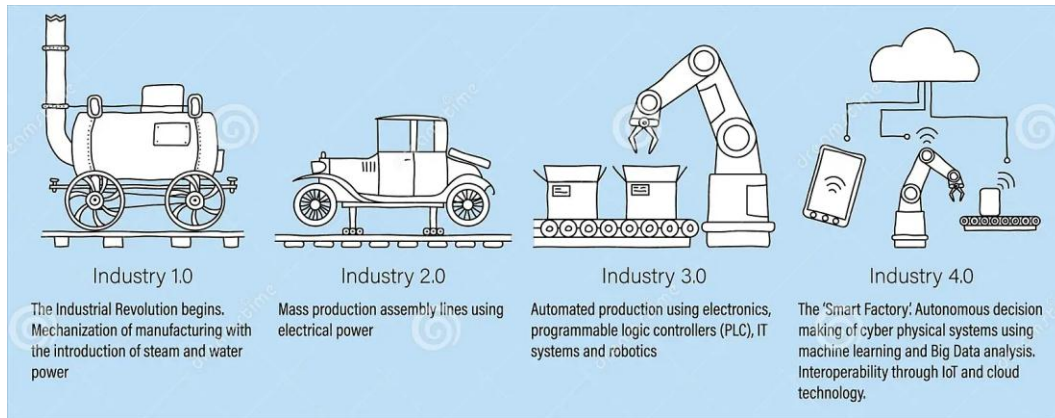 Industry 1.0
The Industrial Revolution begins.
Mechanization of manufacturing with
the introduction of steam and water
power
Industry 2.0
Mass production assembly lines using
electrical power
Industry 3.0
Automated production using electronics,
programmable logic controllers (PLC), IT
systems and robotics
Industry 4.0
The 'Smart Factory'. Autonomous decision
making of cyber physical systems using
machine learning and Big Data analysis.
Interoperability through IoT and cloud
technology.